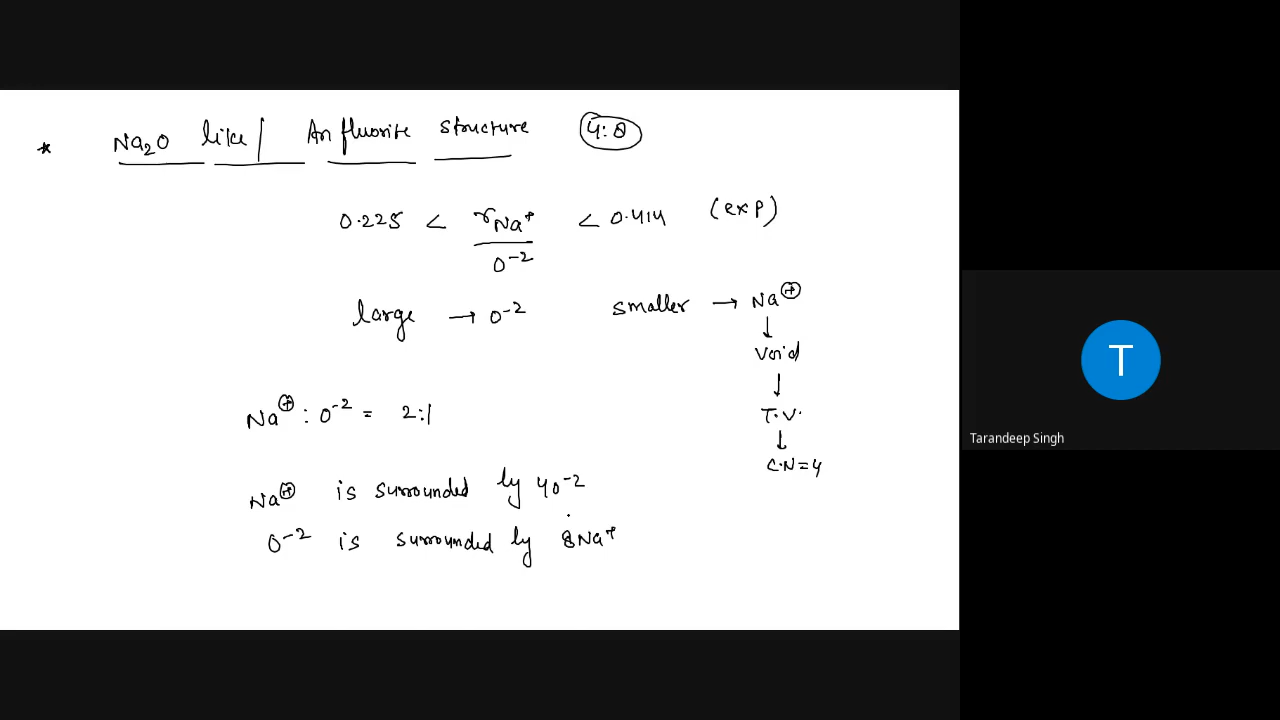 * Na₂O like / An fluorite structure 4:8
0.225 < rNa⁺ / O⁻² < 0.414 (exp)
large → O⁻² smaller → Na⊕
↓
Void
↓
T.V.
↓
C.N=4
Na⊕ : O⁻² = 2:1
Na⊕ is surrounded by 4O⁻²
O⁻² is surrounded by 8Na⁺
T
Tarandeep Singh